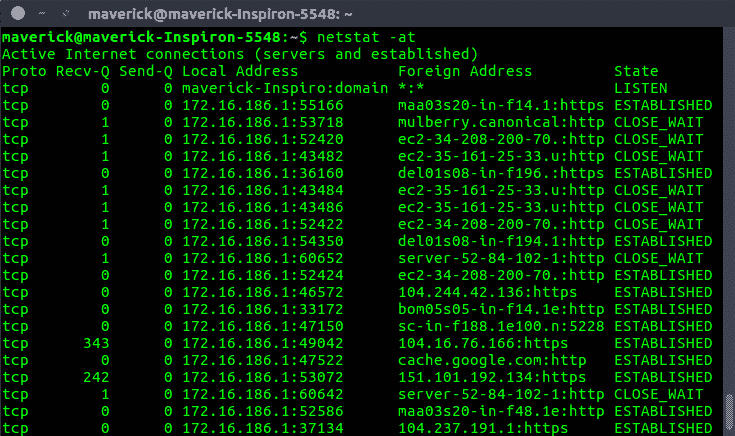 maverick@maverick-Inspiron-5548: ~
maverick@maverick-Inspiron-5548:~$ netstat -at
Active Internet connections (servers and established)
Proto Recv-Q Send-Q Local Address           Foreign Address         State
tcp        0      0 maverick-Inspiro:domain *:*                     LISTEN
tcp        0      0 172.16.186.1:55166      maa03s20-in-f14.1:https ESTABLISHED
tcp        1      0 172.16.186.1:53718      mulberry.canonical:http CLOSE_WAIT
tcp        1      0 172.16.186.1:52420      ec2-34-208-200-70.:http CLOSE_WAIT
tcp        1      0 172.16.186.1:43482      ec2-35-161-25-33.u:http CLOSE_WAIT
tcp        0      0 172.16.186.1:36160      del01s08-in-f196.:https ESTABLISHED
tcp        1      0 172.16.186.1:43484      ec2-35-161-25-33.u:http CLOSE_WAIT
tcp        1      0 172.16.186.1:43486      ec2-35-161-25-33.u:http CLOSE_WAIT
tcp        1      0 172.16.186.1:52422      ec2-34-208-200-70.:http CLOSE_WAIT
tcp        0      0 172.16.186.1:54350      del01s08-in-f194.1:http ESTABLISHED
tcp        1      0 172.16.186.1:60652      server-52-84-102-1:http CLOSE_WAIT
tcp        0      0 172.16.186.1:52424      ec2-34-208-200-70.:http ESTABLISHED
tcp        0      0 172.16.186.1:46572      104.244.42.136:https    ESTABLISHED
tcp        0      0 172.16.186.1:33172      bom05s05-in-f14.1e:http ESTABLISHED
tcp        0      0 172.16.186.1:47150      sc-in-f188.1e100.n:5228 ESTABLISHED
tcp      343      0 172.16.186.1:49042      104.16.76.166:https     ESTABLISHED
tcp        0      0 172.16.186.1:47522      cache.google.com:http   ESTABLISHED
tcp      242      0 172.16.186.1:53072      151.101.192.134:https   ESTABLISHED
tcp        1      0 172.16.186.1:60642      server-52-84-102-1:http CLOSE_WAIT
tcp        0      0 172.16.186.1:52586      maa03s20-in-f48.1e:http ESTABLISHED
tcp        0      0 172.16.186.1:37134      104.237.191.1:https     ESTABLISHED